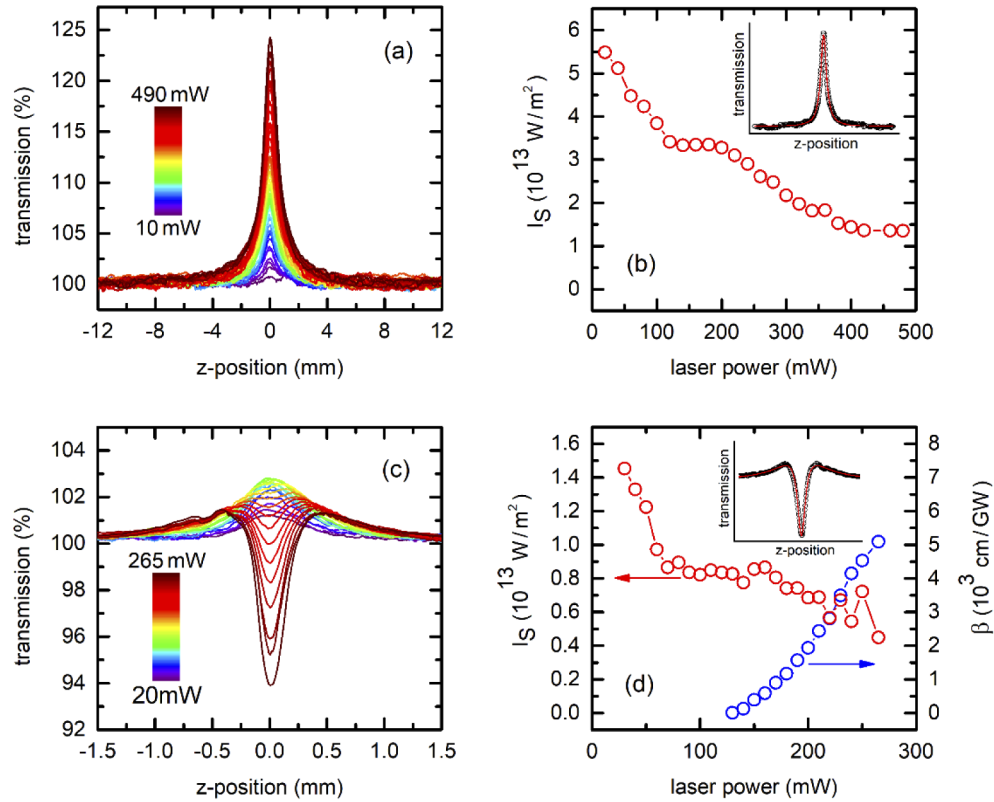 125
120
115
110
105
100
transmission (%)
490 mW
10 mW
(a)
-12
-8
-4
0
4
8
12
z-position (mm)
6
5
4
3
2
1
0
I_S (10^13 W/m^2)
transmission
z-position
(b)
0
100
200
300
400
500
laser power (mW)
104
102
100
98
96
94
92
transmission (%)
(c)
265 mW
20mW
-1.5
-1.0
-0.5
0.0
0.5
1.0
1.5
z-position (mm)
1.6
1.4
1.2
1.0
0.8
0.6
0.4
0.2
0.0
I_S (10^13 W/m^2)
transmission
z-position
(d)
8
7
6
5
4
3
2
1
0
β (10^3 cm/GW)
0
100
200
300
laser power (mW)